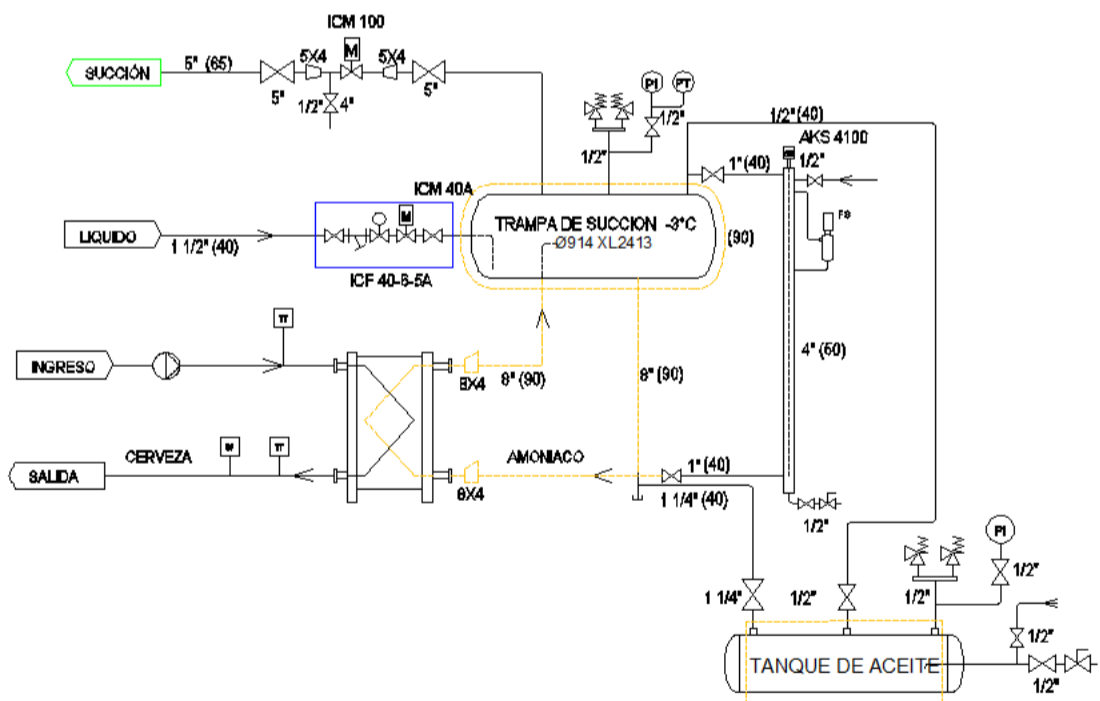 ICM 100
SUCCIÓN
5" (65)
5X4
M
5X4
5"
1/2"
4"
5"
PI
PT
1/2"
1/2"
1/2"(40)
AKS 4100
1"(40)
1/2"
FS
ICM 40A
M
LIQUIDO
1 1/2" (40)
ICF 40-6-5A
TRAMPA DE SUCCION -3°C
Ø914 XL2413
(90)
4" (50)
TT
INGRESO
8X4
8" (90)
8" (90)
CERVEZA
TT
SALIDA
AMONIACO
8X4
1" (40)
1 1/4" (40)
1/2"
PI
1/2"
1 1/4"
1/2"
1/2"
1/2"
TANQUE DE ACEITE
1/2"